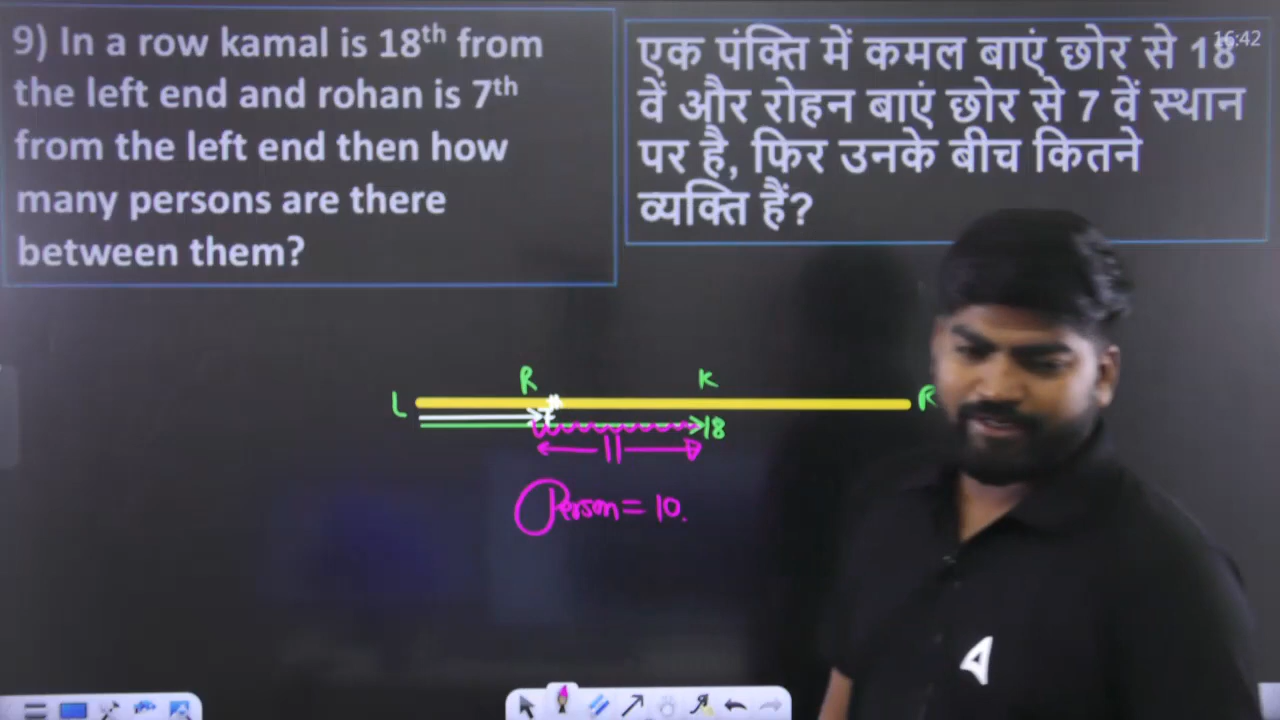 9) In a row kamal is 18th from
the left end and rohan is 7th
from the left end then how
many persons are there
between them?
एक पंक्ति में कमल बाएं छोर से 18
वें और रोहन बाएं छोर से 7 वें स्थान
पर है, फिर उनके बीच कितने
व्यक्ति हैं?
16:42
R K
L R
7 18
11
Person = 10.